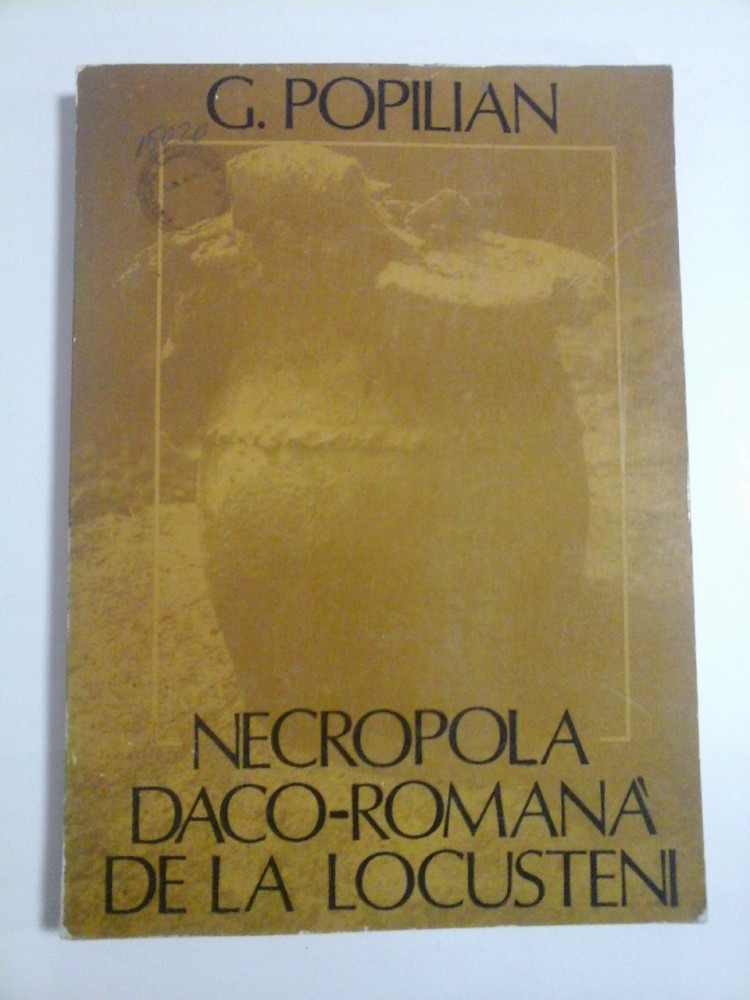 G. POPILIAN
NECROPOLA
DACO-ROMANĂ
DE LA LOCUSTENI